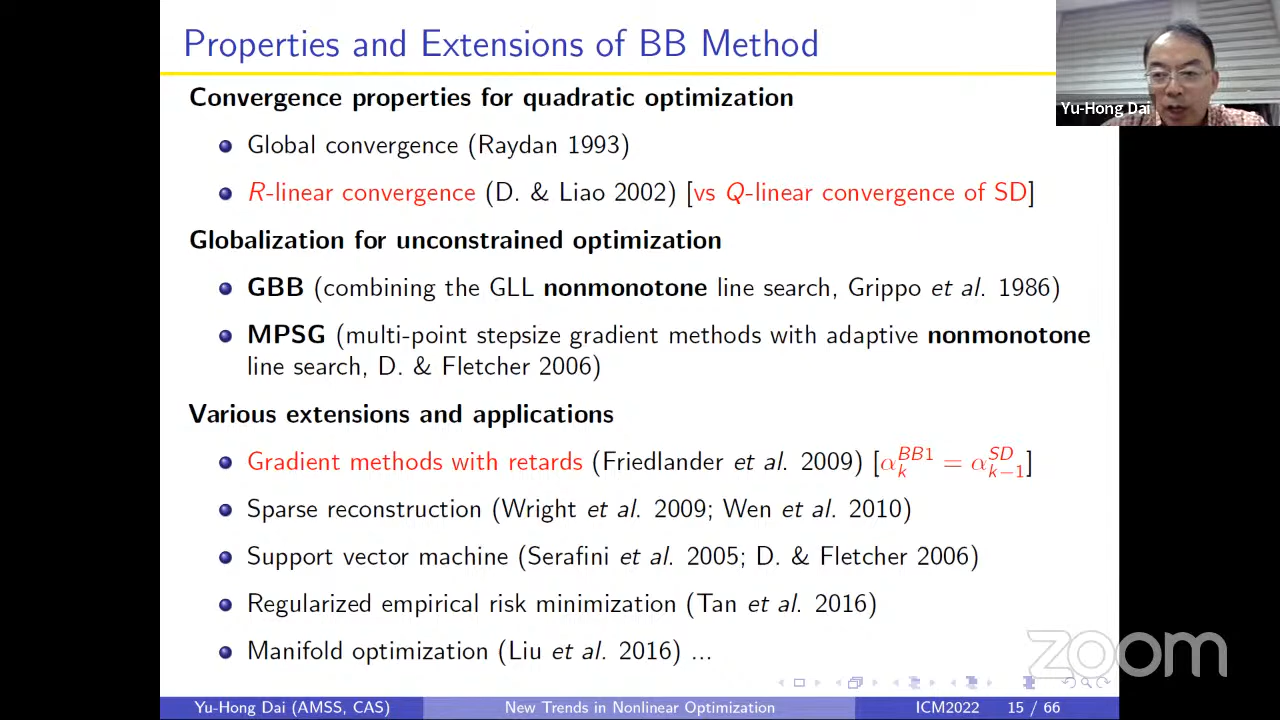 Properties and Extensions of BB Method
Yu-Hong Dai
Convergence properties for quadratic optimization
Global convergence (Raydan 1993)
R-linear convergence (D. & Liao 2002) [vs Q-linear convergence of SD]
Globalization for unconstrained optimization
GBB (combining the GLL nonmonotone line search, Grippo et al. 1986)
MPSG (multi-point stepsize gradient methods with adaptive nonmonotone
line search, D. & Fletcher 2006)
Various extensions and applications
Gradient methods with retards (Friedlander et al. 2009) [α_k^{BB1} = α_{k−1}^{SD}]
Sparse reconstruction (Wright et al. 2009; Wen et al. 2010)
Support vector machine (Serafini et al. 2005; D. & Fletcher 2006)
Regularized empirical risk minimization (Tan et al. 2016)
Manifold optimization (Liu et al. 2016) ...
zoom
Yu-Hong Dai (AMSS, CAS) New Trends in Nonlinear Optimization ICM2022 15 / 66